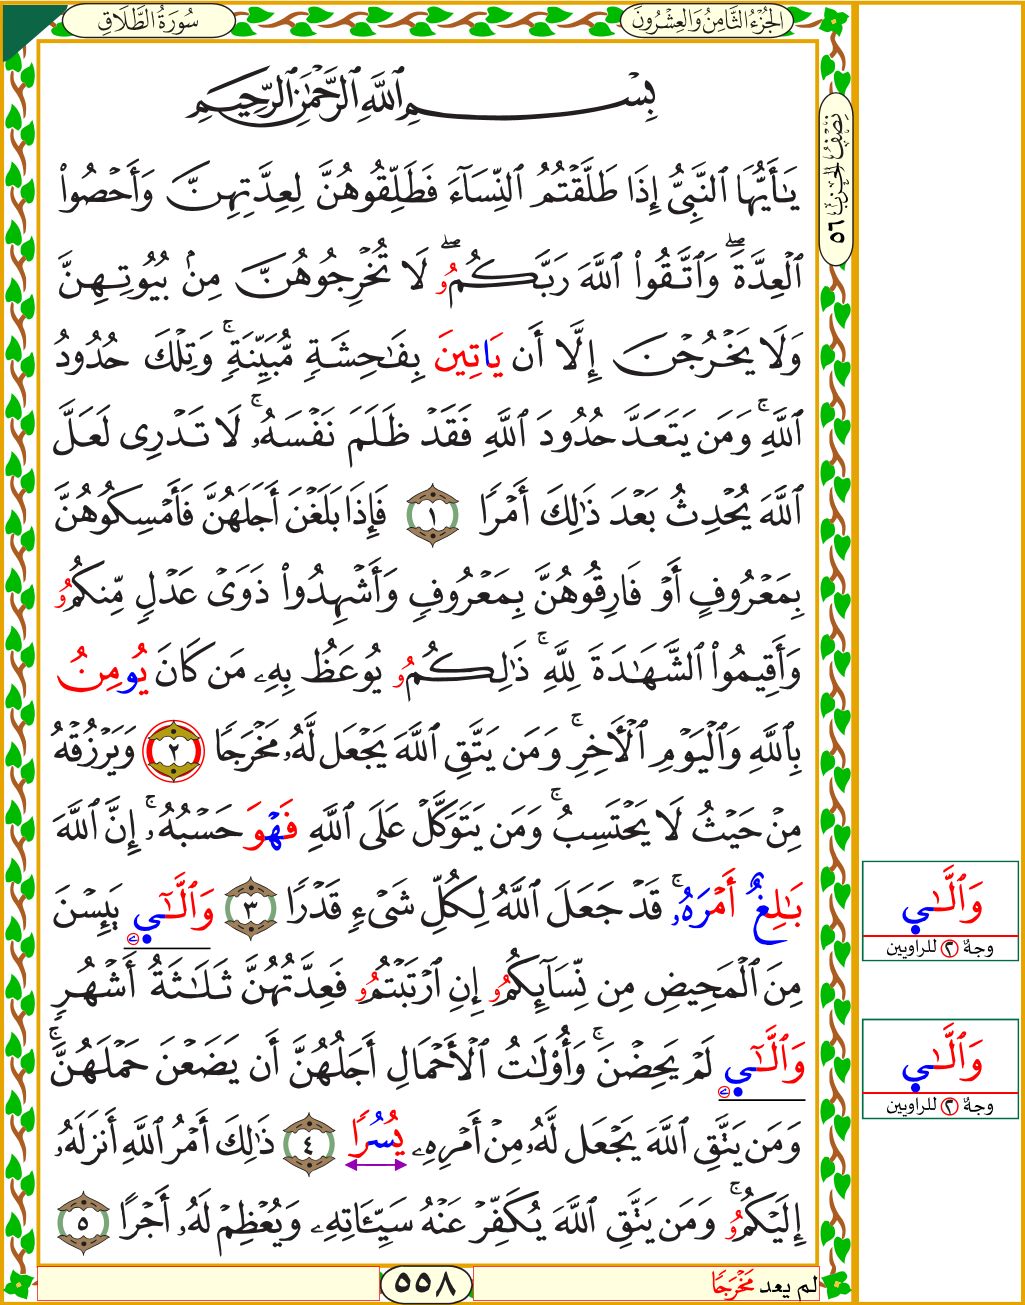 الجُزْءُ الثَّامِنُ وَالعِشْرُونَ
سُورَةُ الطَّلَاقِ
نِصْفُ الحِزْبِ ٥٦
بِسْمِ ٱللَّهِ ٱلرَّحْمَٰنِ ٱلرَّحِيمِ
يَٰٓأَيُّهَا ٱلنَّبِىُّ إِذَا طَلَّقْتُمُ ٱلنِّسَآءَ فَطَلِّقُوهُنَّ لِعِدَّتِهِنَّ وَأَحْصُوا۟
ٱلْعِدَّةَ ۖ وَٱتَّقُوا۟ ٱللَّهَ رَبَّكُمُۥ ۖ لَا تُخْرِجُوهُنَّ مِنۢ بُيُوتِهِنَّ
وَلَا يَخْرُجْنَ إِلَّآ أَن يَاتِينَ بِفَٰحِشَةٍ مُّبَيَّنَةٍ ۚ وَتِلْكَ حُدُودُ
ٱللَّهِ ۚ وَمَن يَتَعَدَّ حُدُودَ ٱللَّهِ فَقَدْ ظَلَمَ نَفْسَهُۥ ۚ لَا تَدْرِى لَعَلَّ
ٱللَّهَ يُحْدِثُ بَعْدَ ذَٰلِكَ أَمْرًا ١ فَإِذَا بَلَغْنَ أَجَلَهُنَّ فَأَمْسِكُوهُنَّ
بِمَعْرُوفٍ أَوْ فَارِقُوهُنَّ بِمَعْرُوفٍ وَأَشْهِدُوا۟ ذَوَىْ عَدْلٍ مِّنكُمُۥ
وَأَقِيمُوا۟ ٱلشَّهَٰدَةَ لِلَّهِ ۚ ذَٰلِكُمُۥ يُوعَظُ بِهِۦ مَن كَانَ يُومِنُ
بِٱللَّهِ وَٱلْيَوْمِ ٱلْءَاخِرِ ۚ وَمَن يَتَّقِ ٱللَّهَ يَجْعَل لَّهُۥ مَخْرَجًا ٢ وَيَرْزُقْهُ
مِنْ حَيْثُ لَا يَحْتَسِبُ ۚ وَمَن يَتَوَكَّلْ عَلَى ٱللَّهِ فَهْوَ حَسْبُهُۥٓ ۚ إِنَّ ٱللَّهَ
بَٰلِغٌ أَمْرَهُۥ ۚ قَدْ جَعَلَ ٱللَّهُ لِكُلِّ شَىْءٍ قَدْرًا ٣ وَٱلَّٰٓي يَئِسْنَ
مِنَ ٱلْمَحِيضِ مِن نِّسَآئِكُمُۥٓ إِنِ ٱرْتَبْتُمُۥ فَعِدَّتُهُنَّ ثَلَٰثَةُ أَشْهُرٍ
وَٱلَّٰٓي لَمْ يَحِضْنَ ۚ وَأُو۟لَٰتُ ٱلْأَحْمَالِ أَجَلُهُنَّ أَن يَضَعْنَ حَمْلَهُنَّ ۚ
وَمَن يَتَّقِ ٱللَّهَ يَجْعَل لَّهُۥ مِنْ أَمْرِهِۦ يُسُرًا ٤ ذَٰلِكَ أَمْرُ ٱللَّهِ أَنزَلَهُۥٓ
إِلَيْكُمُۥ ۚ وَمَن يَتَّقِ ٱللَّهَ يُكَفِّرْ عَنْهُ سَيِّـَٔاتِهِۦ وَيُعْظِمْ لَهُۥٓ أَجْرًا ٥
وَٱلَّٰي
وجهٌ ٢ للراويين
وَٱلَّٰي
وجهٌ ٢ للراويين
لم يعد مَخْرَجًا
٥٥٨